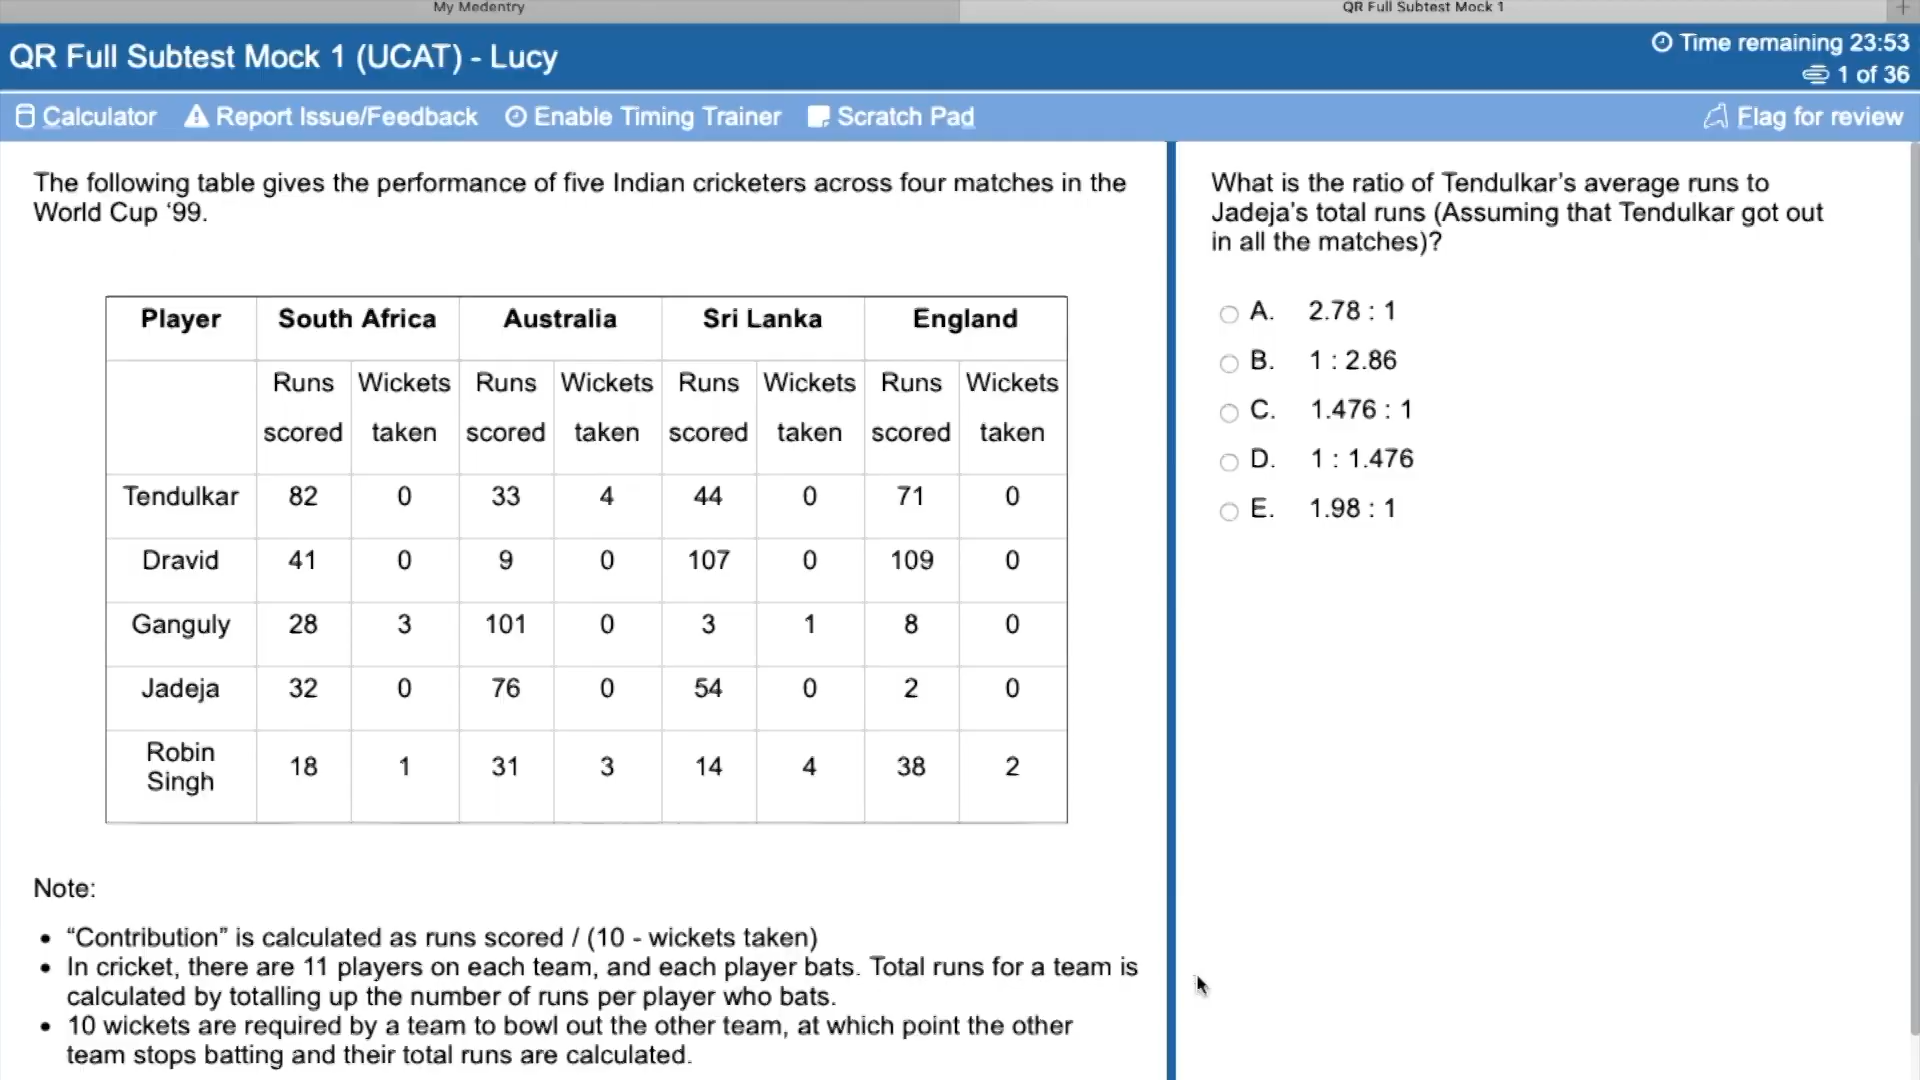 My Medentry
QR Full Subtest Mock 1
QR Full Subtest Mock 1 (UCAT) - Lucy
Time remaining 23:53
1 of 36
Calculator
Report Issue/Feedback
Enable Timing Trainer
Scratch Pad
Flag for review
The following table gives the performance of five Indian cricketers across four matches in the
World Cup ‘99.
Player South Africa Australia Sri Lanka England
Runs Wickets Runs Wickets Runs Wickets Runs Wickets
scored taken scored taken scored taken scored taken
Tendulkar 82 0 33 4 44 0 71 0
Dravid 41 0 9 0 107 0 109 0
Ganguly 28 3 101 0 3 1 8 0
Jadeja 32 0 76 0 54 0 2 0
Robin
Singh 18 1 31 3 14 4 38 2
Note:
• “Contribution” is calculated as runs scored / (10 - wickets taken)
• In cricket, there are 11 players on each team, and each player bats. Total runs for a team is
calculated by totalling up the number of runs per player who bats.
• 10 wickets are required by a team to bowl out the other team, at which point the other
team stops batting and their total runs are calculated.
What is the ratio of Tendulkar’s average runs to
Jadeja’s total runs (Assuming that Tendulkar got out
in all the matches)?
A. 2.78 : 1
B. 1 : 2.86
C. 1.476 : 1
D. 1 : 1.476
E. 1.98 : 1